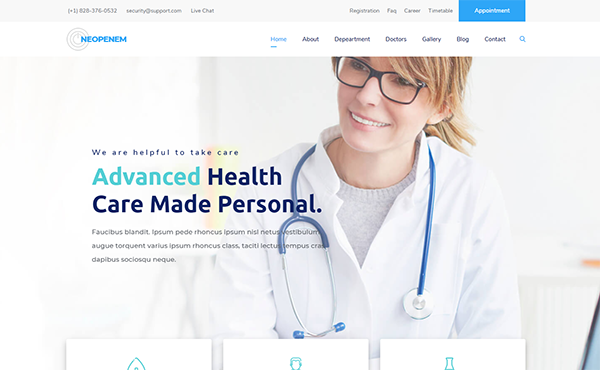 (+1) 828-376-0532 security@support.com Live Chat Registration Faq Career Timetable Appointment
NEOPENEM Home About Depeartment Doctors Gallery Blog Contact
We are helpful to take care
Advanced Health
Care Made Personal.
Faucibus blandit. Ipsum pede rhoncus ipsum nisl netus vestibulum
augue torquent varius ipsum rhoncus class, taciti lectus tempus cras
dapibus sociosqu neque.